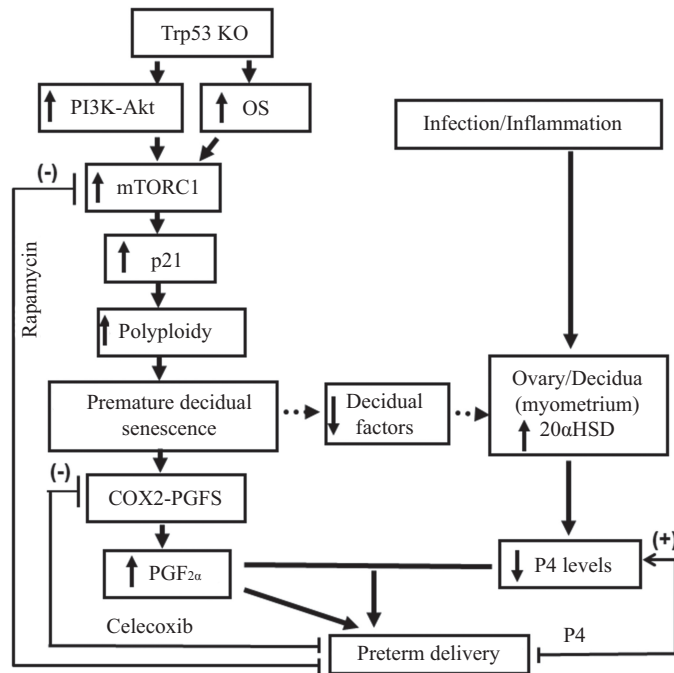 Trp53 KO
PI3K-Akt
OS
Infection/Inflammation
(-)
mTORC1
p21
Rapamycin
Polyploidy
Premature decidual
senescence
Decidual
factors
Ovary/Decidua
(myometrium)
20αHSD
(-)
COX2-PGFS
(+)
PGF2α
P4 levels
Celecoxib
P4
Preterm delivery